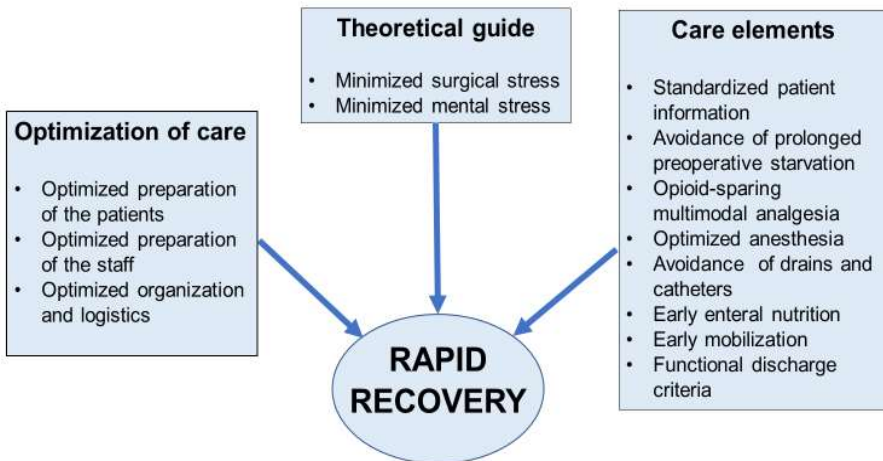 Optimization of care
• Optimized preparation
of the patients
• Optimized preparation
of the staff
• Optimized organization
and logistics
Theoretical guide
• Minimized surgical stress
• Minimized mental stress
Care elements
• Standardized patient
information
• Avoidance of prolonged
preoperative starvation
• Opioid-sparing
multimodal analgesia
• Optimized anesthesia
• Avoidance of drains and
catheters
• Early enteral nutrition
• Early mobilization
• Functional discharge
criteria
RAPID
RECOVERY